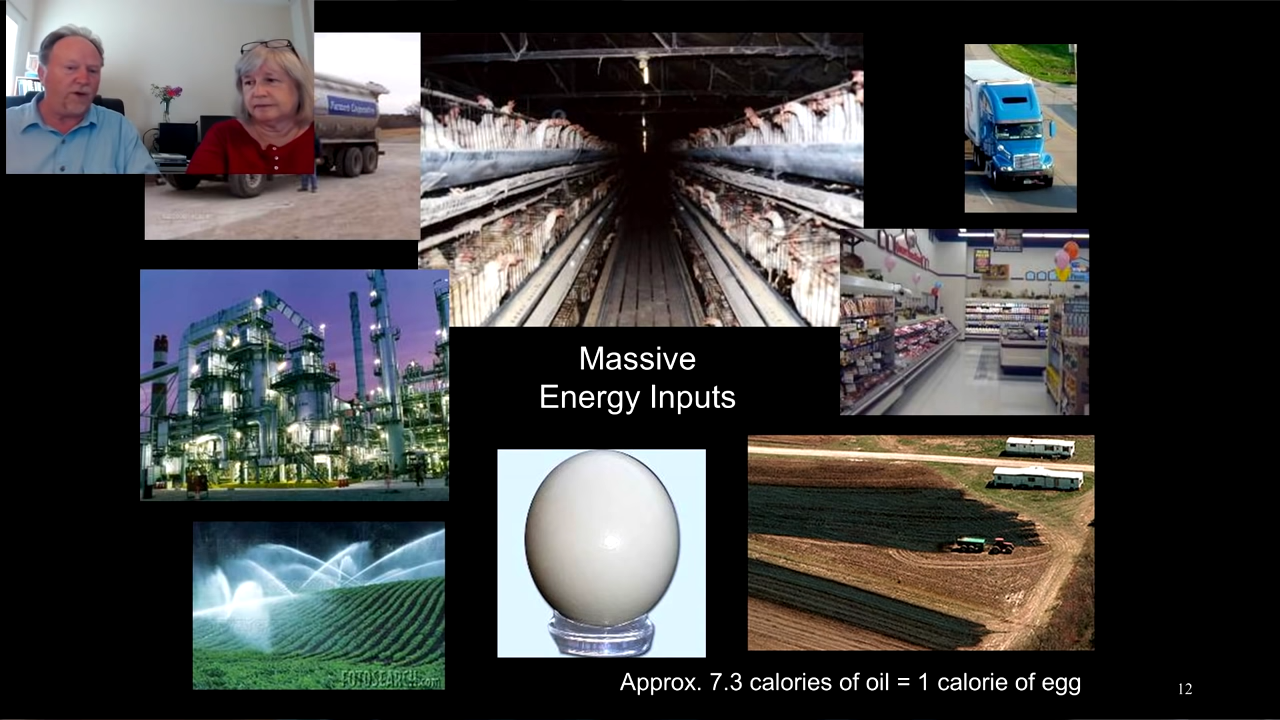 Farmers Cooperative
Massive
Energy Inputs
FOTOSEARCH.com
Approx. 7.3 calories of oil = 1 calorie of egg
12